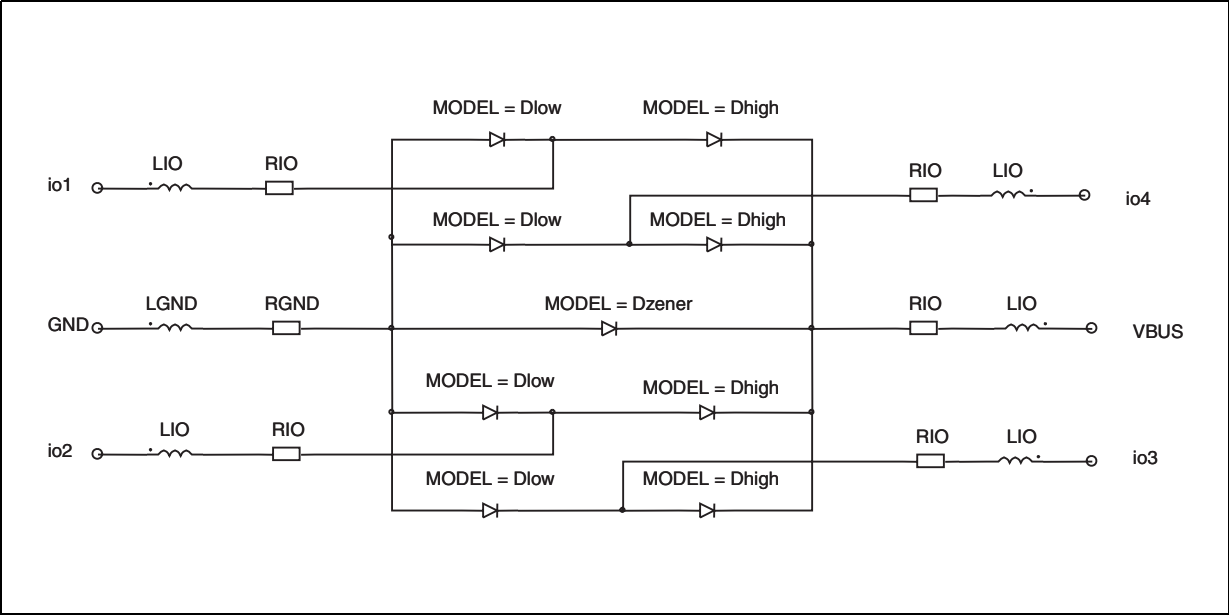 MODEL = Dlow MODEL = Dhigh
LIO RIO
io1
RIO LIO
io4
MODEL = Dlow MODEL = Dhigh
LGND RGND MODEL = Dzener RIO LIO
GND
VBUS
MODEL = Dlow MODEL = Dhigh
LIO RIO
io2
RIO LIO
io3
MODEL = Dlow MODEL = Dhigh